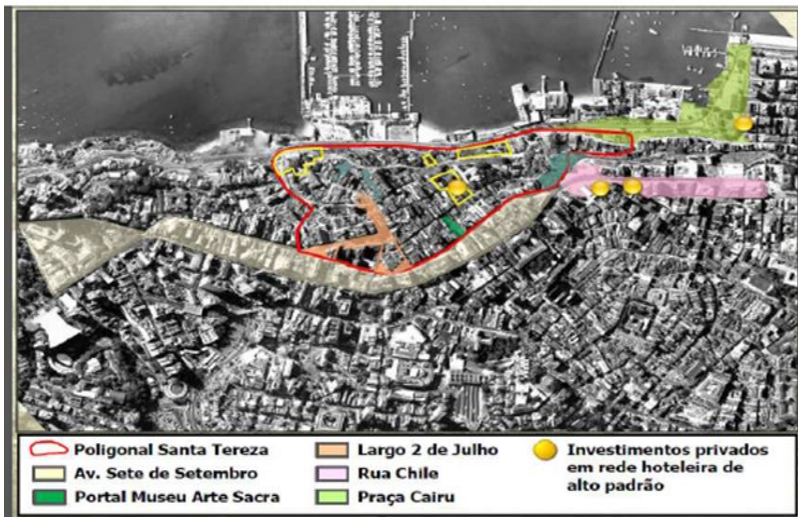 Poligonal Santa Tereza
Av. Sete de Setembro
Portal Museu Arte Sacra
Largo 2 de Julho
Rua Chile
Praça Cairu
Investimentos privados
em rede hoteleira de
alto padrão